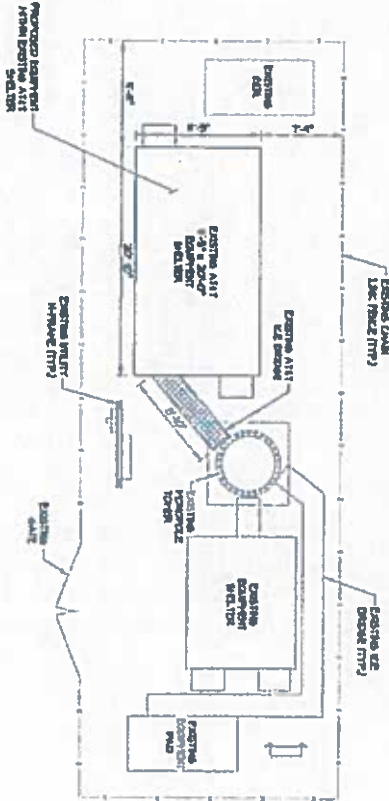 PROPOSED EQUIPMENT
WITHIN EXISTING AT&T
SHELTER
EXISTING
EXISTING AT&T
EQUIPMENT
SHELTER
EXISTING CHAIN
LINK FENCE (TYP.)
EXISTING AT&T
ICE BRIDGE
EXISTING UTILITY
H-FRAME (TYP.)
EXISTING
MONOPOLE
TOWER
EXISTING
GATE
EXISTING
EQUIPMENT
SHELTER
EXISTING ICE
BRIDGE (TYP.)
EXISTING
EQUIPMENT
PAD